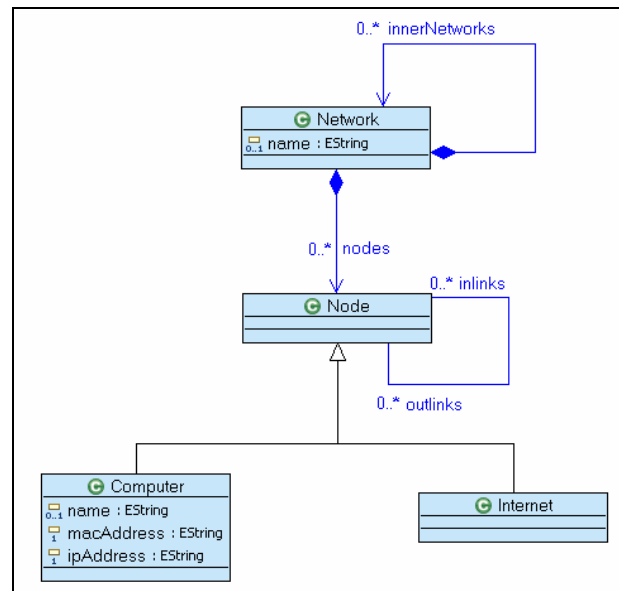 0..* innerNetworks
C Network
0..1 name : EString
0..* nodes
0..* inlinks
C Node
0..* outlinks
C Computer
0..1 name : EString
1 macAddress : EString
1 ipAddress : EString
C Internet